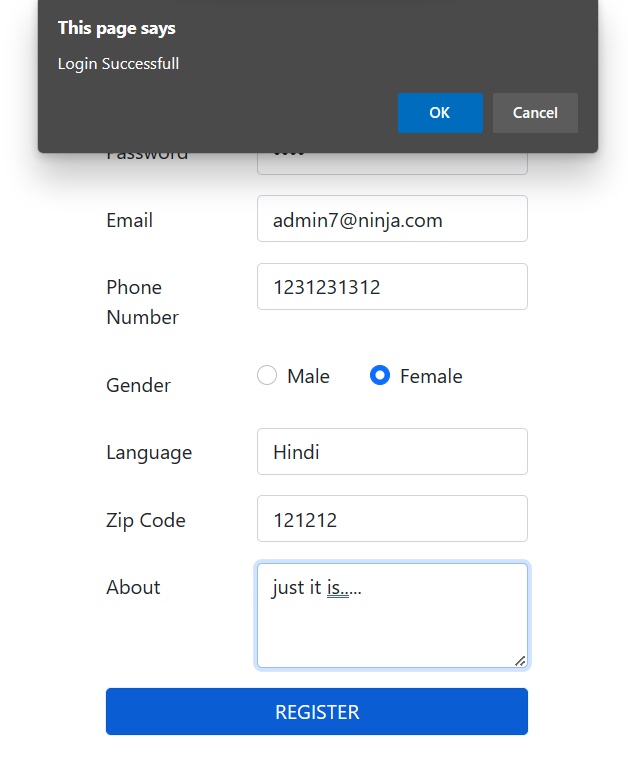 This page says
Login Successfull
OK Cancel
Password
Email admin7@ninja.com
Phone Number 1231231312
Gender Male Female
Language Hindi
Zip Code 121212
About just it is.....
REGISTER